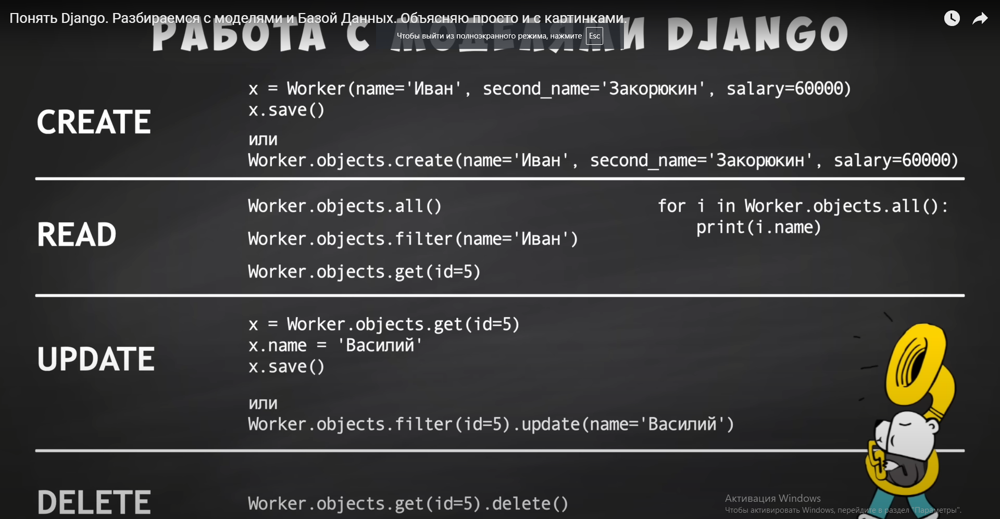 Понять Django. Разбираемся с моделями и Базой Данных. Объясняю просто и с картинками.
РАБОТА С МОДЕЛЯМИ DJANGO
Чтобы выйти из полноэкранного режима, нажмите Esc
CREATE
x = Worker(name='Иван', second_name='Закорюкин', salary=60000)
x.save()
или
Worker.objects.create(name='Иван', second_name='Закорюкин', salary=60000)
READ
Worker.objects.all()
Worker.objects.filter(name='Иван')
Worker.objects.get(id=5)
for i in Worker.objects.all():
    print(i.name)
UPDATE
x = Worker.objects.get(id=5)
x.name = 'Василий'
x.save()
или
Worker.objects.filter(id=5).update(name='Василий')
DELETE
Worker.objects.get(id=5).delete()
Активация Windows
Чтобы активировать Windows, перейдите в раздел "Параметры".